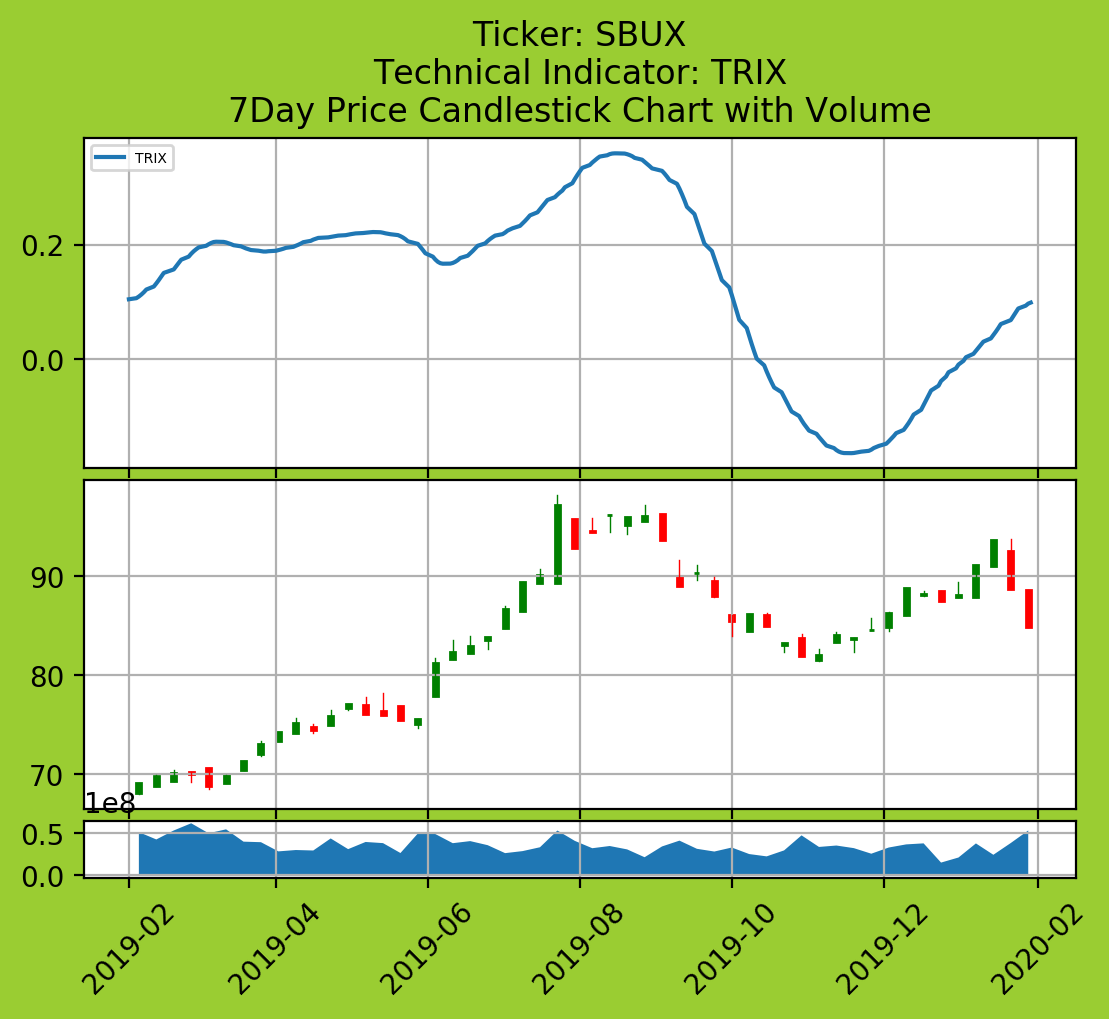 Ticker: SBUX
Technical Indicator: TRIX
7Day Price Candlestick Chart with Volume
TRIX
0.2
0.0
90
80
70
1e8
0.5
0.0
2019-02
2019-04
2019-06
2019-08
2019-10
2019-12
2020-02